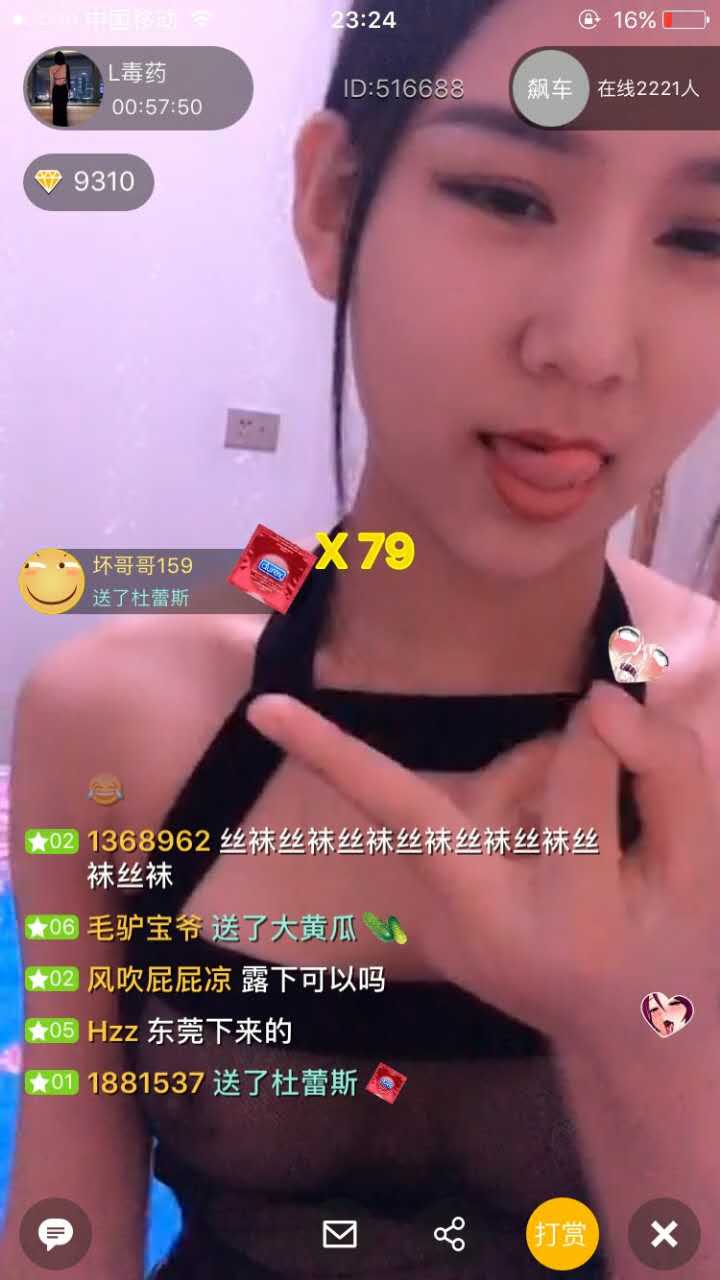 中国移动 23:24 16%
L毒药
00:57:50
ID:516688
飙车
在线2221人
9310
坏哥哥159
送了杜蕾斯
durex
X 79
02 1368962 丝袜丝袜丝袜丝袜丝袜丝袜丝
袜丝袜
06 毛驴宝爷 送了大黄瓜
02 风吹屁屁凉 露下可以吗
05 Hzz 东莞下来的
01 1881537 送了杜蕾斯
打赏